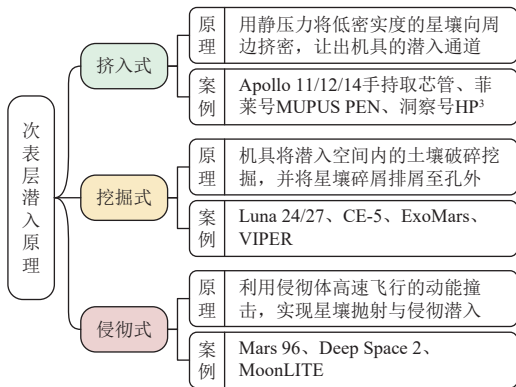 次表层潜入原理
挤入式
原理
用静压力将低密实度的星壤向周
边挤密，让出机具的潜入通道
案例
Apollo 11/12/14手持取芯管、菲
莱号MUPUS PEN、洞察号HP³
挖掘式
原理
机具将潜入空间内的土壤破碎挖
掘，并将星壤碎屑排屑至孔外
案例
Luna 24/27、CE-5、ExoMars、
VIPER
侵彻式
原理
利用侵彻体高速飞行的动能撞
击，实现星壤抛射与侵彻潜入
案例
Mars 96、Deep Space 2、
MoonLITE